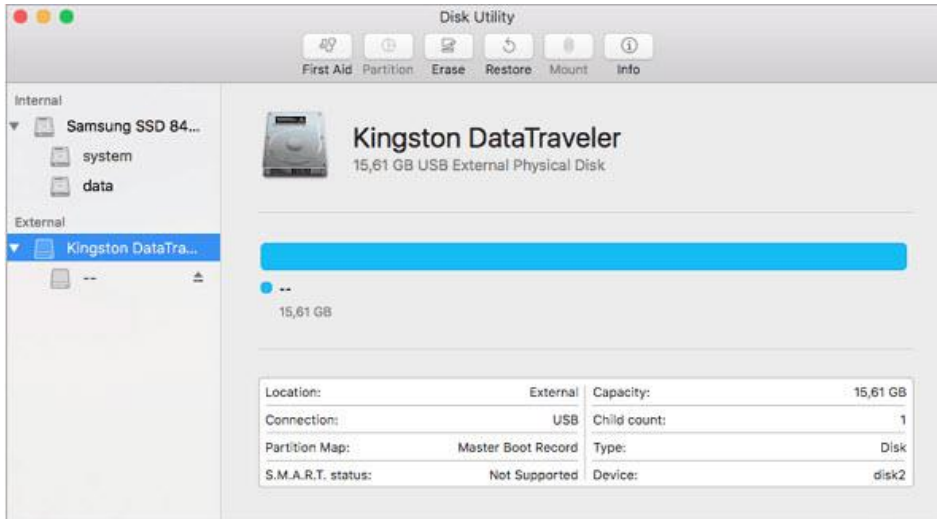 Disk Utility
First Aid Partition Erase Restore Mount Info
Internal
Samsung SSD 84...
system
data
External
Kingston DataTra...
--
Kingston DataTraveler
15,61 GB USB External Physical Disk
--
15,61 GB
Location: External Capacity: 15,61 GB
Connection: USB Child count: 1
Partition Map: Master Boot Record Type: Disk
S.M.A.R.T. status: Not Supported Device: disk2